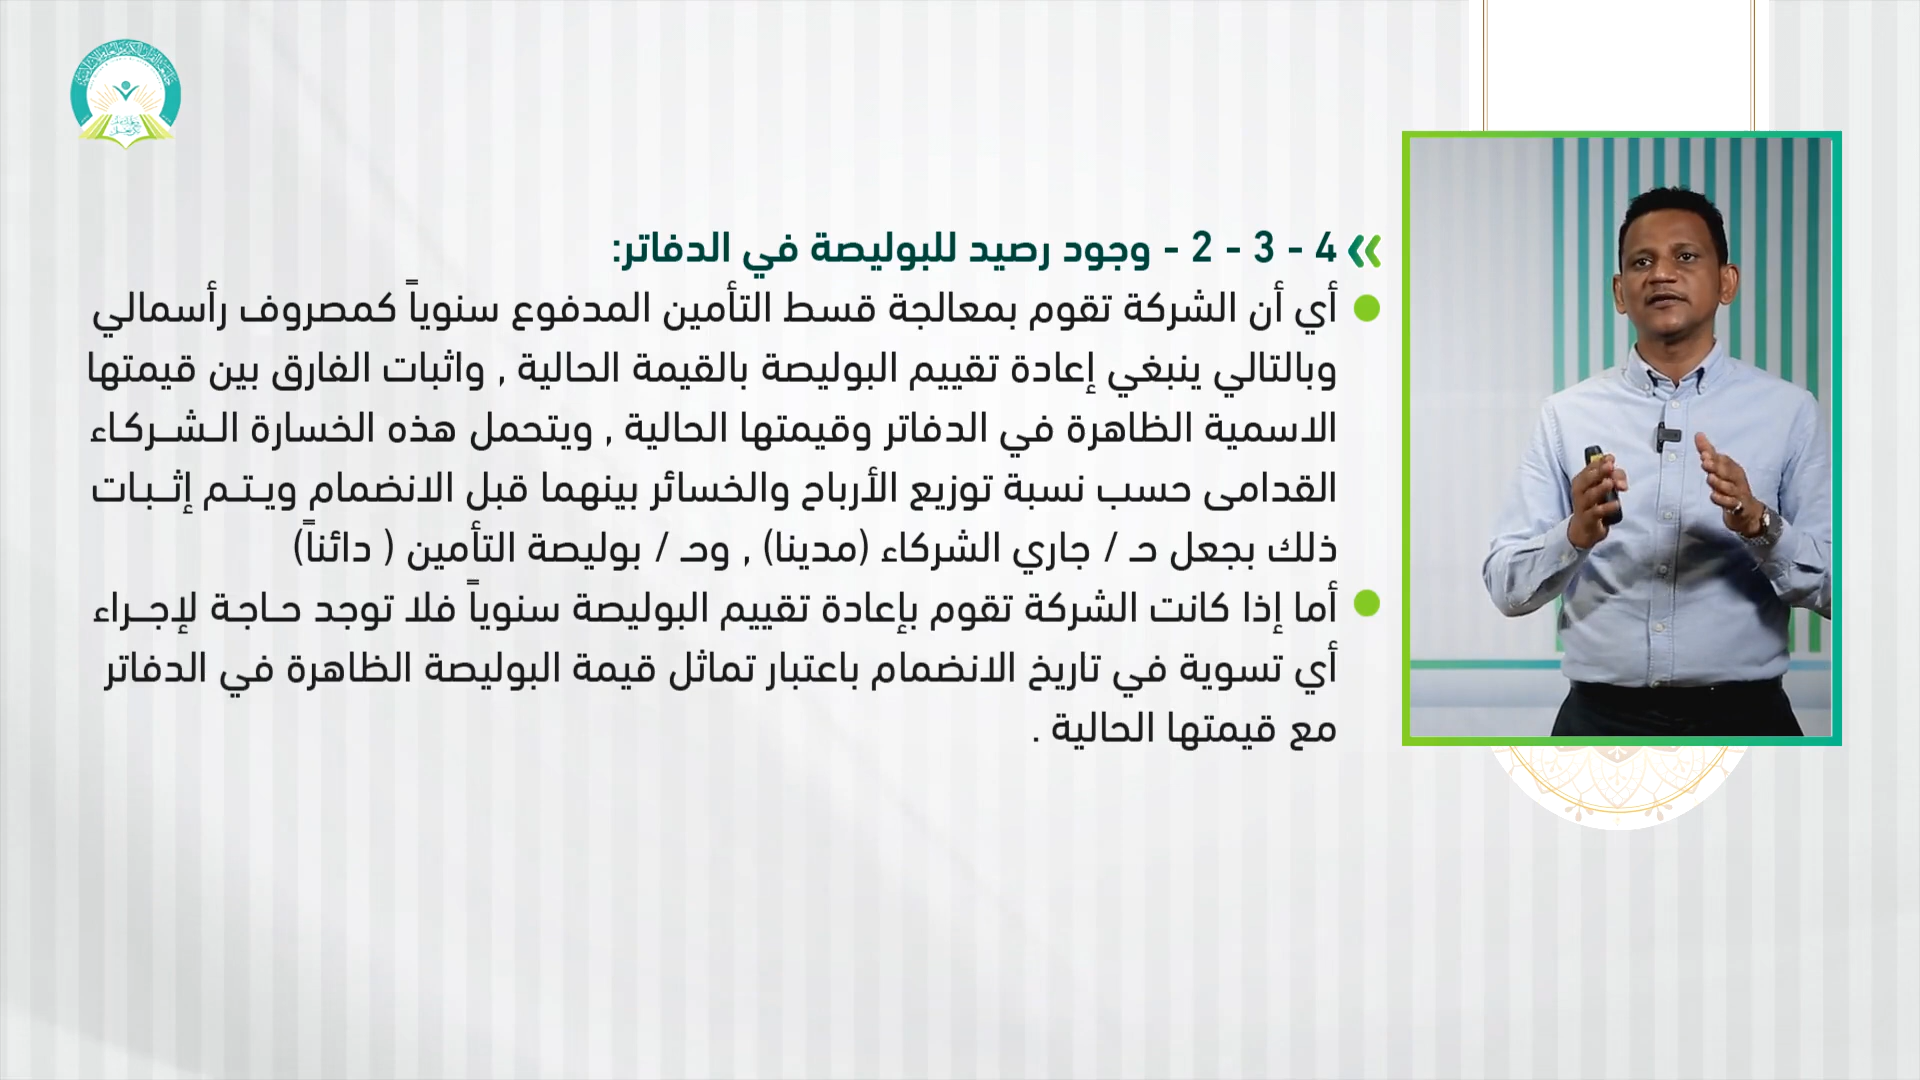 4 - 3 - 2 - وجود رصيد للبوليصة في الدفاتر:
أي أن الشركة تقوم بمعالجة قسط التأمين المدفوع سنوياً كمصروف رأسمالي
وبالتالي ينبغي إعادة تقييم البوليصة بالقيمة الحالية , واثبات الفارق بين قيمتها
الاسمية الظاهرة في الدفاتر وقيمتها الحالية , ويتحمل هذه الخسارة الـشــركـاء
القدامى حسب نسبة توزيع الأرباح والخسائر بينهما قبل الانضمام ويـتـم إثـبـات
ذلك بجعل حـ / جاري الشركاء (مدينا) , وحـ / بوليصة التأمين ( دائناً)
أما إذا كانت الشركة تقوم بإعادة تقييم البوليصة سنوياً فلا توجد حـاجـة لإجـراء
أي تسوية في تاريخ الانضمام باعتبار تماثل قيمة البوليصة الظاهرة في الدفاتر
مع قيمتها الحالية .